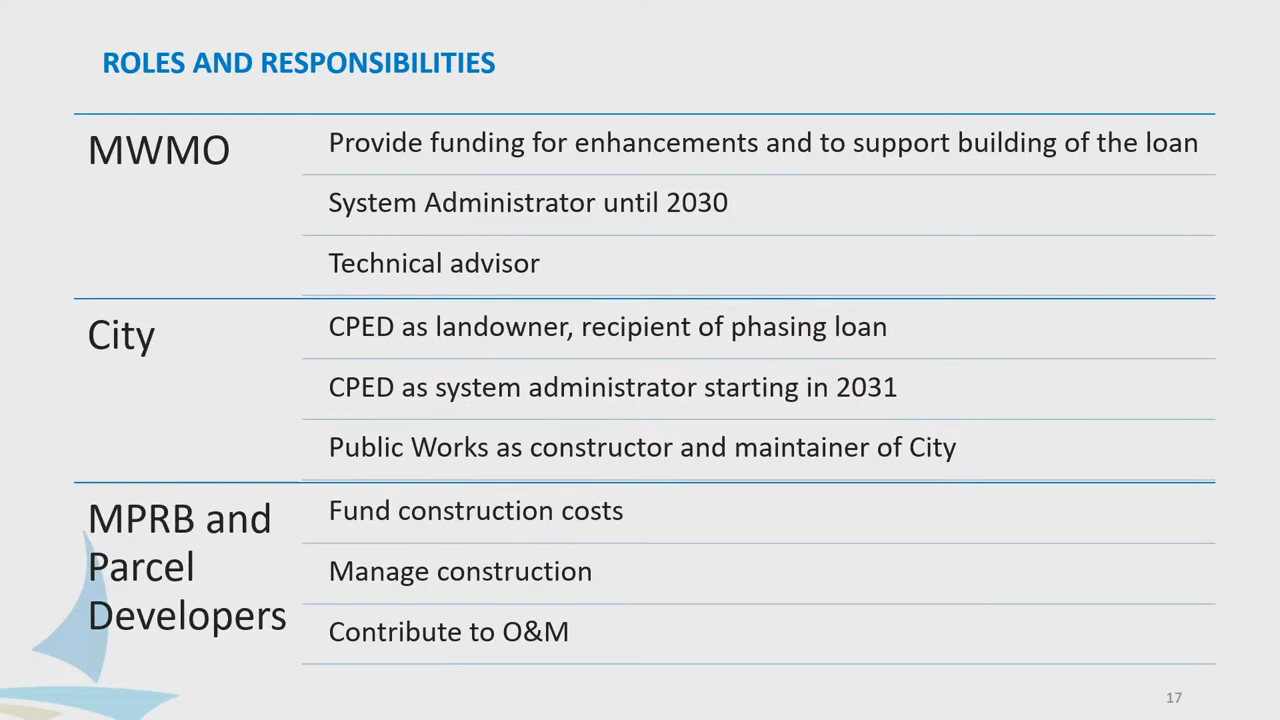 ROLES AND RESPONSIBILITIES
MWMO
Provide funding for enhancements and to support building of the loan
System Administrator until 2030
Technical advisor
City
CPED as landowner, recipient of phasing loan
CPED as system administrator starting in 2031
Public Works as constructor and maintainer of City
MPRB and
Parcel
Developers
Fund construction costs
Manage construction
Contribute to O&M
17